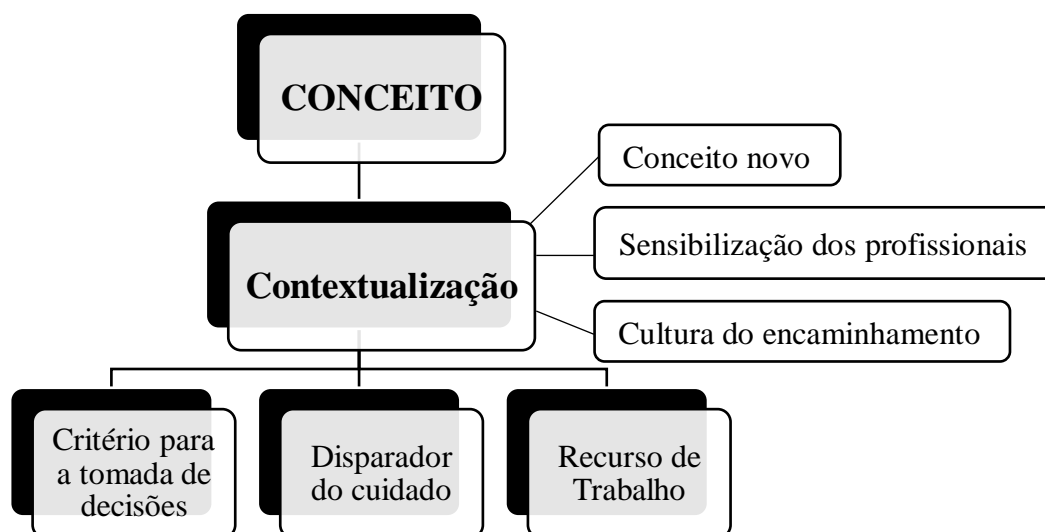 CONCEITO
Conceito novo
Contextualização
Sensibilização dos profissionais
Cultura do encaminhamento
Critério para
a tomada de
decisões
Disparador
do cuidado
Recurso de
Trabalho